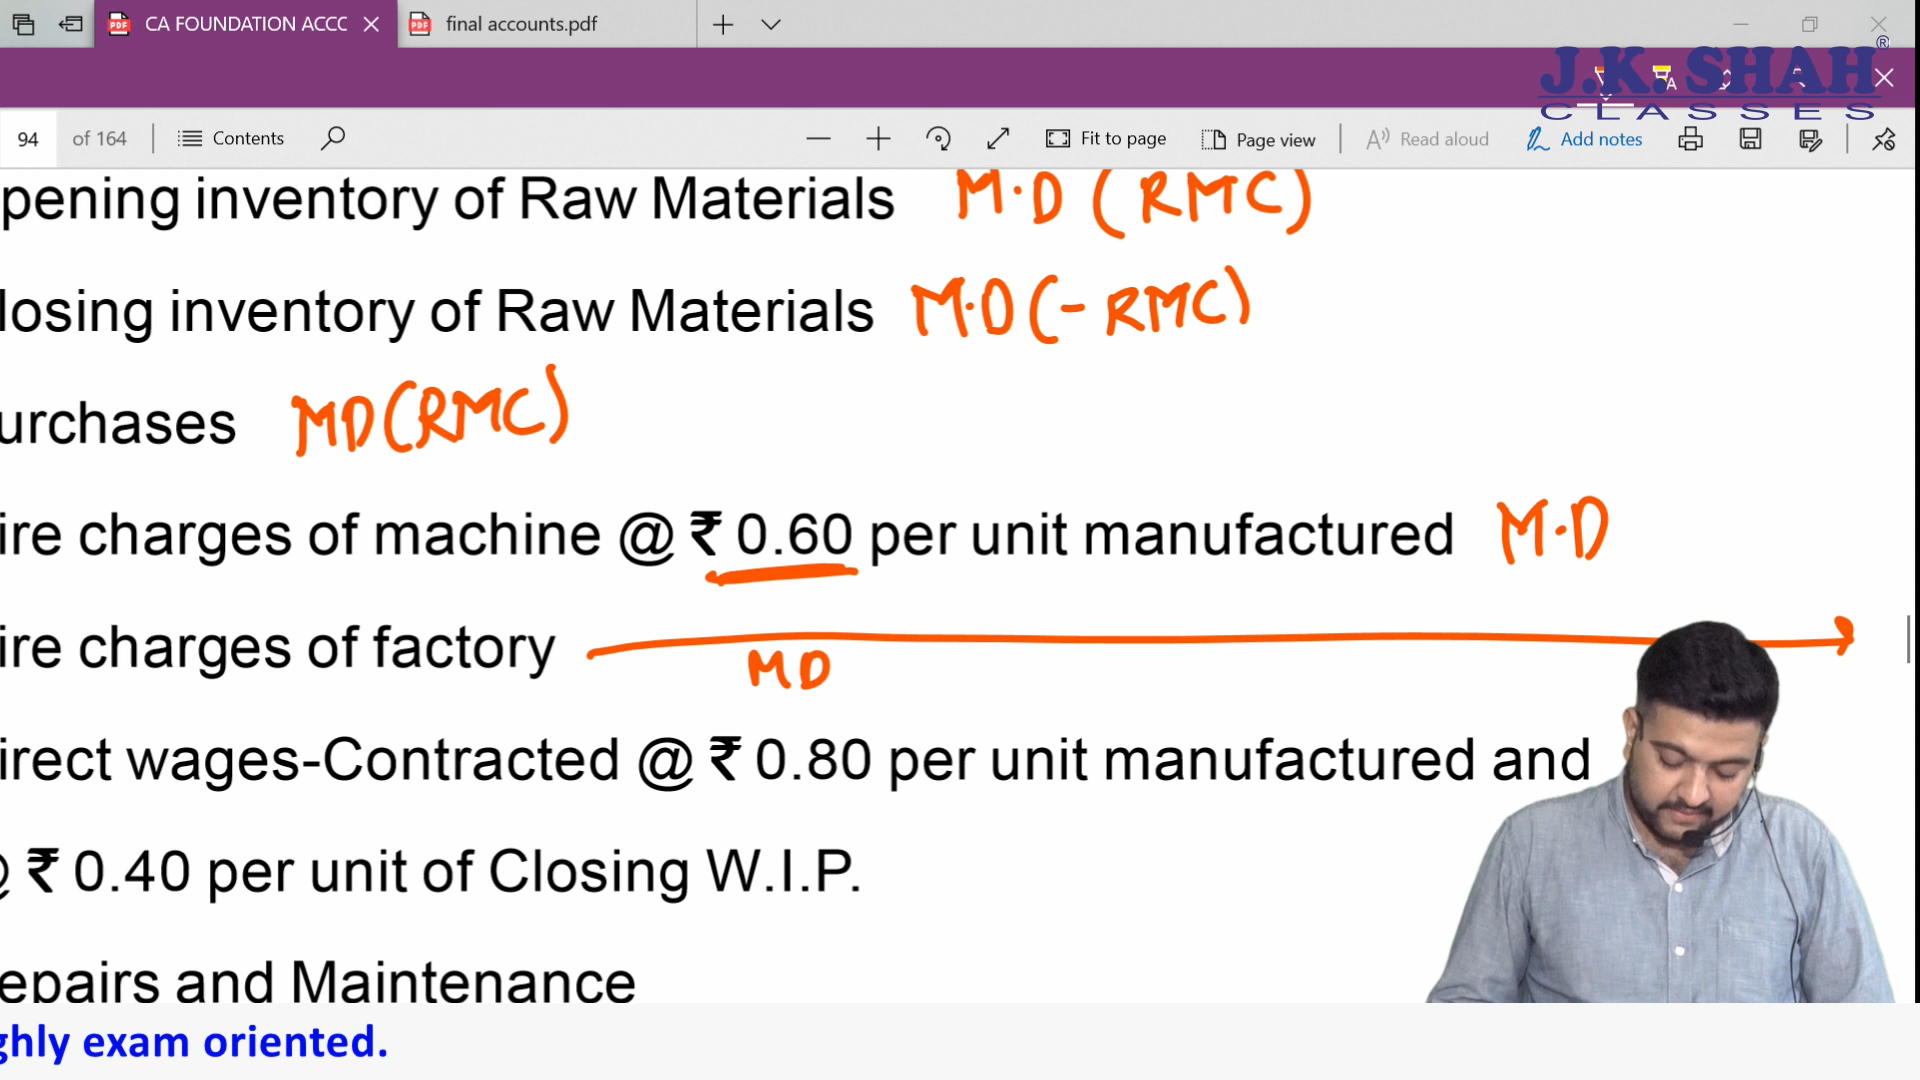 CA FOUNDATION ACCC
final accounts.pdf
J.K. SHAH®
CLASSES
94 of 164 Contents Fit to page Page view Read aloud Add notes
pening inventory of Raw Materials M.D (RMC)
losing inventory of Raw Materials M.D (- RMC)
urchases MD (RMC)
ire charges of machine @ ₹ 0.60 per unit manufactured M.D
ire charges of factory MD
irect wages-Contracted @ ₹ 0.80 per unit manufactured and
@ ₹ 0.40 per unit of Closing W.I.P.
epairs and Maintenance
ghly exam oriented.